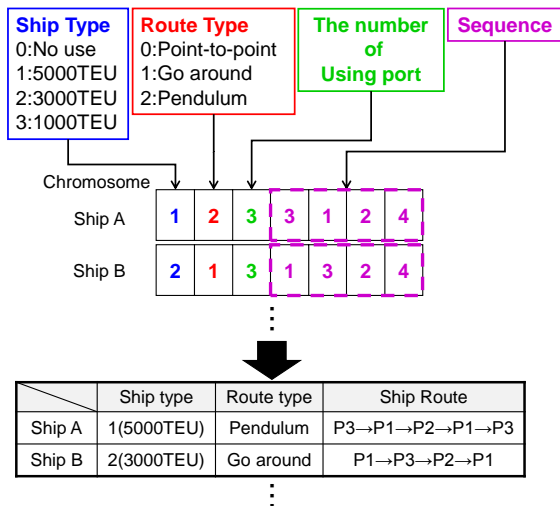 Ship Type
0:No use
1:5000TEU
2:3000TEU
3:1000TEU
Route Type
0:Point-to-point
1:Go around
2:Pendulum
The number
of
Using port
Sequence
Chromosome
Ship A 1 2 3 3 1 2 4
Ship B 2 1 3 1 3 2 4
Ship type Route type Ship Route
Ship A 1(5000TEU) Pendulum P3→P1→P2→P1→P3
Ship B 2(3000TEU) Go around P1→P3→P2→P1